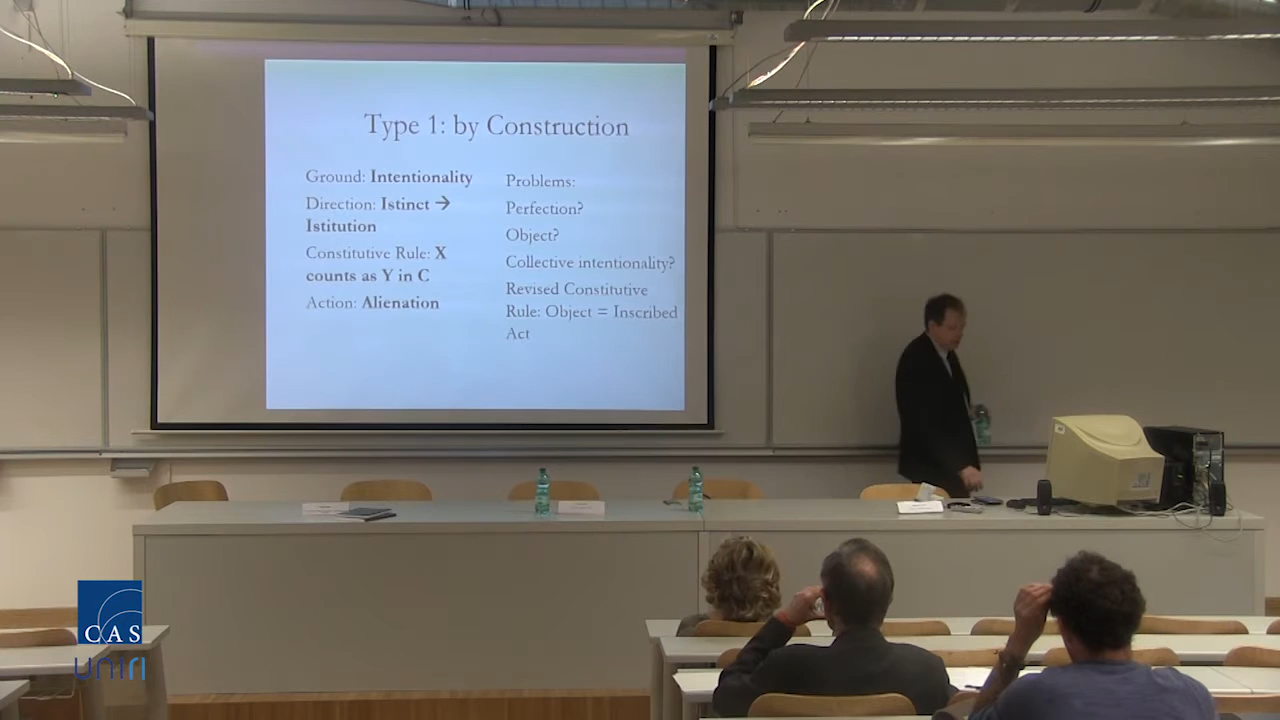 Type 1: by Construction
Ground: Intentionality
Direction: Istinct →
Istitution
Constitutive Rule: X
counts as Y in C
Action: Alienation
Problems:
Perfection?
Object?
Collective intentionality?
Revised Constitutive
Rule: Object = Inscribed
Act
CAS
uniri